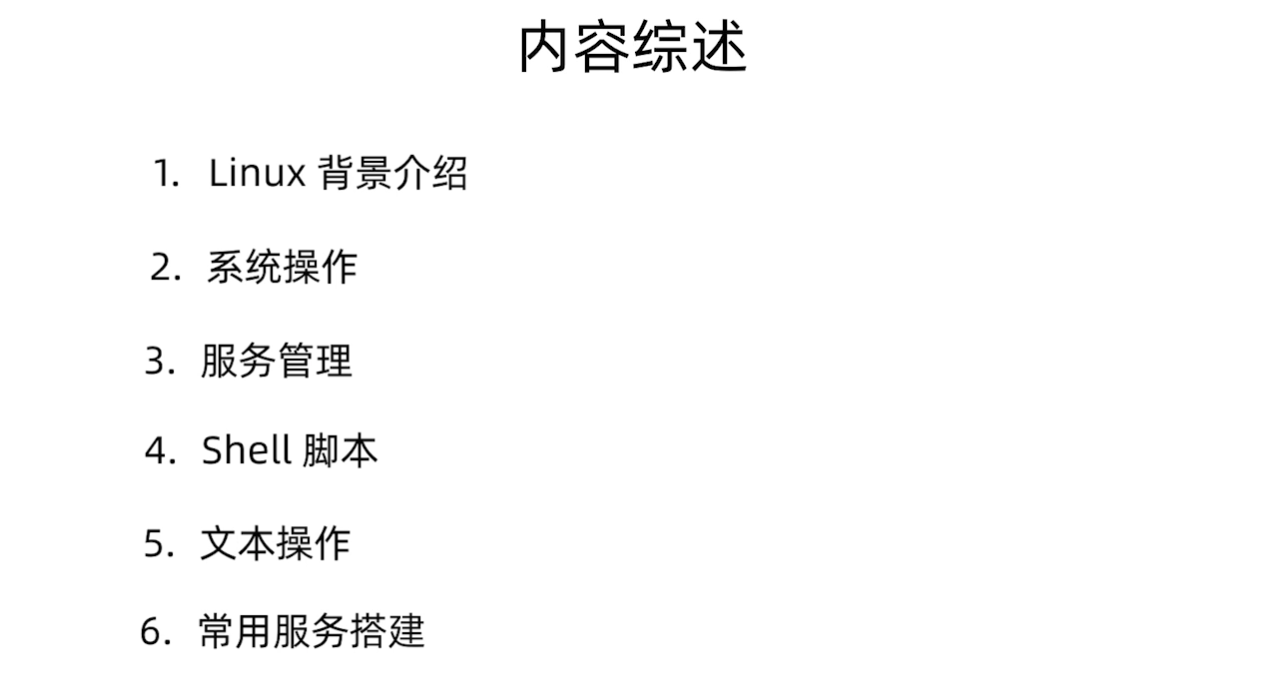 内容综述
1. Linux 背景介绍
2. 系统操作
3. 服务管理
4. Shell 脚本
5. 文本操作
6. 常用服务搭建